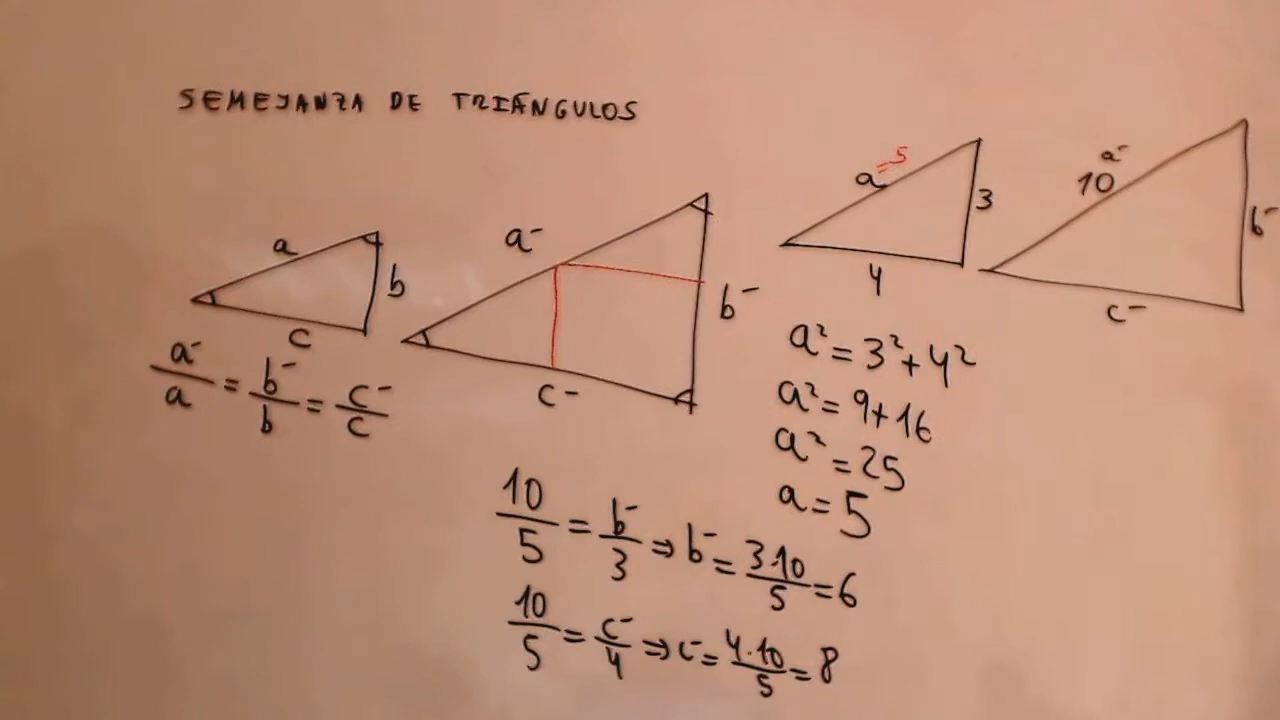 SEMEJANZA DE TRIÁNGULOS
a
b
c
a-
b-
c-
a-/a = b-/b = c-/c
a=5
3
4
a-
10
b-
c-
a²=3²+4²
a²=9+16
a²=25
a=5
10/5 = b-/3 ⇒ b- = 3·10/5 = 6
10/5 = c-/4 ⇒ c- = 4·10/5 = 8